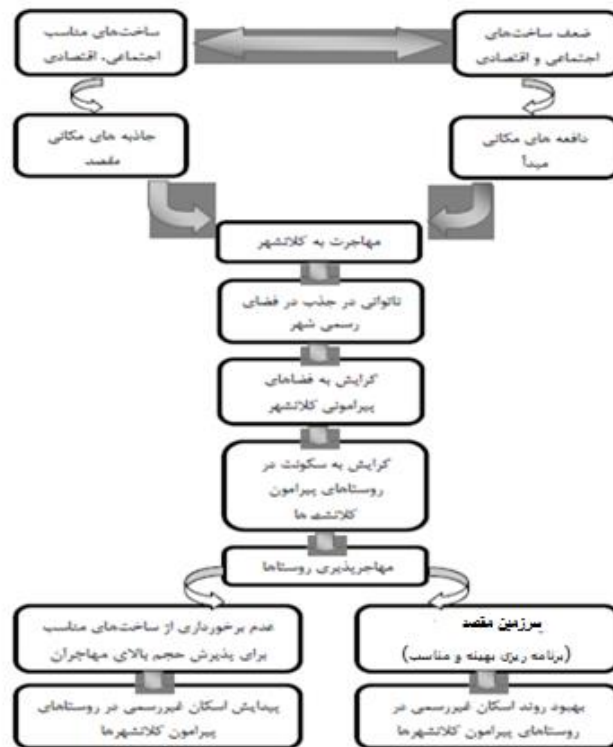 ضعف ساخت‌های
اجتماعی و اقتصادی
ساخت‌های مناسب
اجتماعی، اقتصادی
دافعه های مکانی
مبدأ
جاذبه های مکانی
مقصد
مهاجرت به کلانشهر
ناتوانی در جذب در فضای
رسمی شهر
گرایش به فضاهای
پیرامونی کلانشهر
گرایش به سکونت در
روستاهای پیرامون
کلانشهرها
مهاجرپذیری روستاها
سرزمین مقصد
(برنامه ریزی بهینه و مناسب)
عدم برخورداری از ساخت‌های مناسب
برای پذیرش حجم بالای مهاجران
بهبود روند اسکان غیررسمی در
روستاهای پیرامون کلانشهرها
پیدایش اسکان غیررسمی در روستاهای
پیرامون کلانشهرها